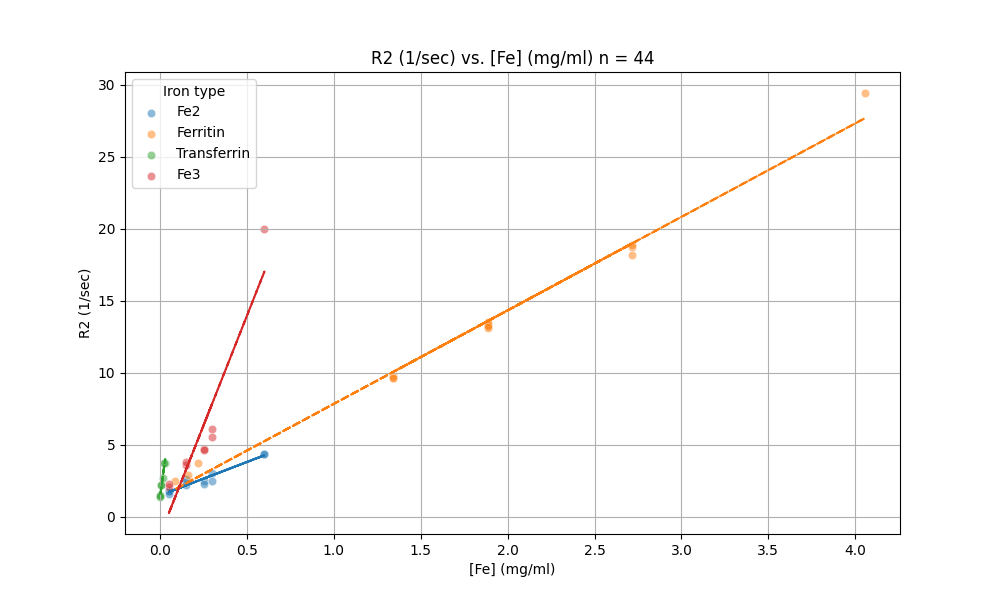 R2 (1/sec) vs. [Fe] (mg/ml) n = 44
Iron type
Fe2
Ferritin
Transferrin
Fe3
R2 (1/sec)
30
25
20
15
10
5
0
0.0 0.5 1.0 1.5 2.0 2.5 3.0 3.5 4.0
[Fe] (mg/ml)